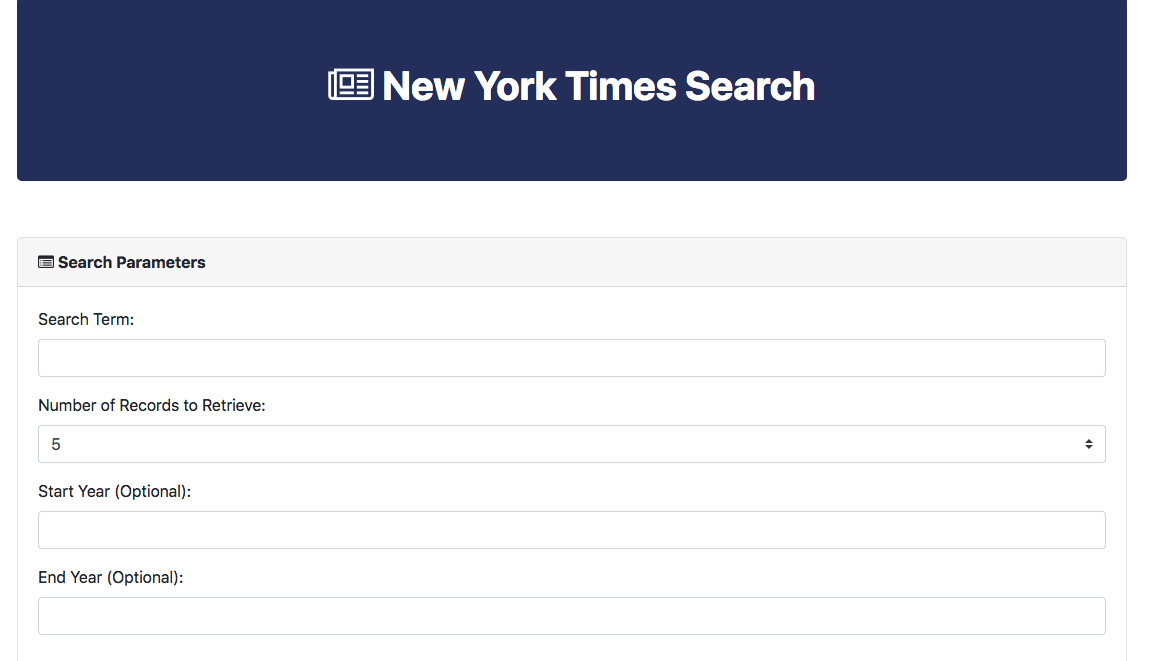 New York Times Search
Search Parameters
Search Term:
Number of Records to Retrieve:
5
Start Year (Optional):
End Year (Optional):